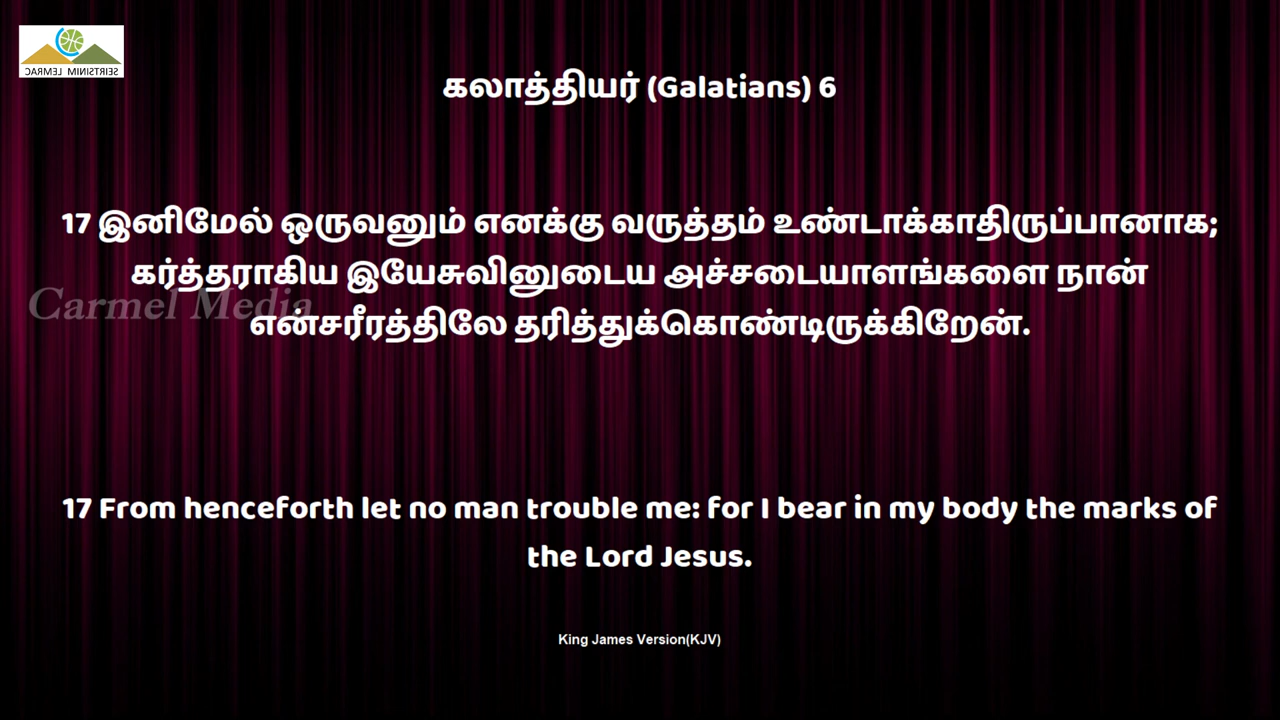 CARMEL MINISTRIES
கலாத்தியர் (Galatians) 6
17 இனிமேல் ஒருவனும் எனக்கு வருத்தம் உண்டாக்காதிருப்பானாக;
கர்த்தராகிய இயேசுவினுடைய அச்சடையாளங்களை நான்
Carmel Media
என்சரீரத்திலே தரித்துக்கொண்டிருக்கிறேன்.
17 From henceforth let no man trouble me: for I bear in my body the marks of
the Lord Jesus.
King James Version(KJV)